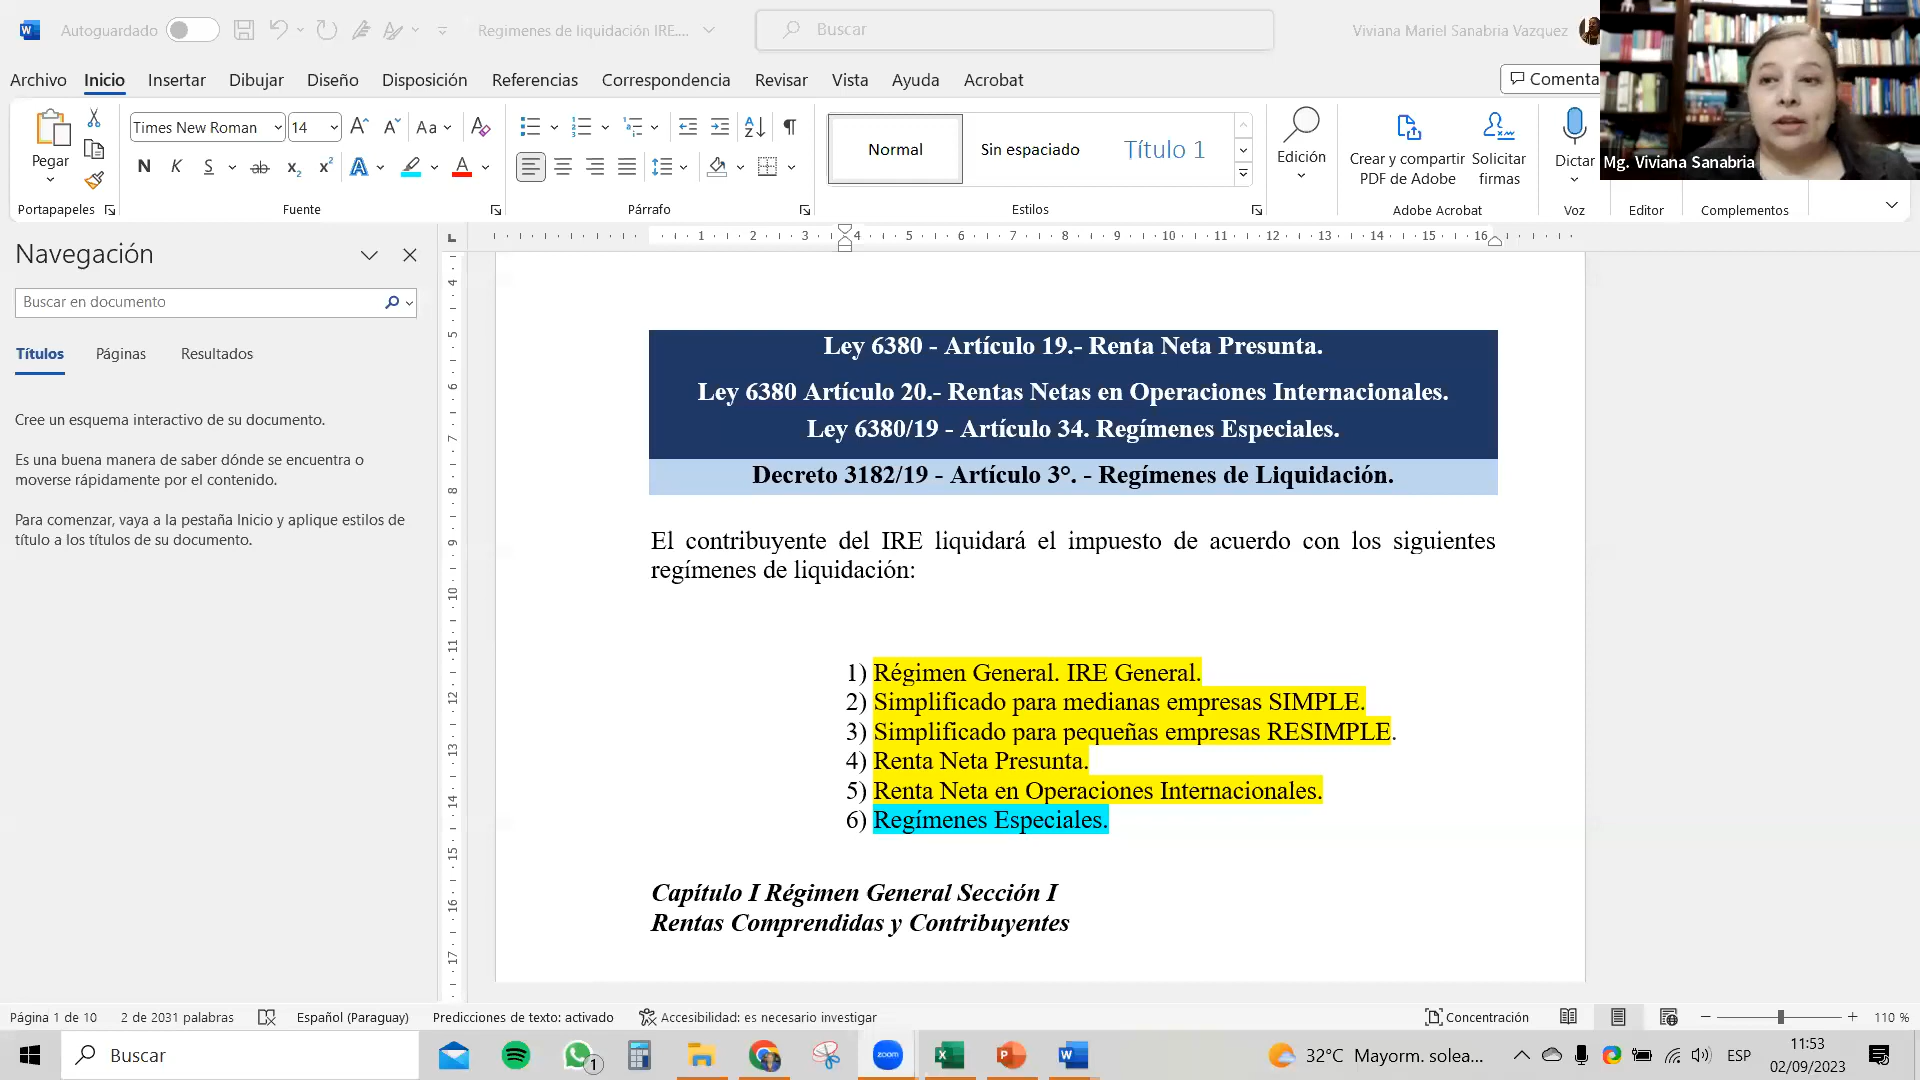 Autoguardado
Regimenes de liquidación IRE....
Buscar
Viviana Mariel Sanabria Vazquez
Archivo Inicio Insertar Dibujar Diseño Disposición Referencias Correspondencia Revisar Vista Ayuda Acrobat
Comenta
Pegar
Times New Roman 14
Normal
Sin espaciado
Título 1
Edición
Crear y compartir
PDF de Adobe
Solicitar
firmas
Dictar
Mg. Viviana Sanabria
Portapapeles Fuente Párrafo Estilos Adobe Acrobat Voz Editor Complementos
Navegación
Buscar en documento
Títulos Páginas Resultados
Cree un esquema interactivo de su documento.
Es una buena manera de saber dónde se encuentra o
moverse rápidamente por el contenido.
Para comenzar, vaya a la pestaña Inicio y aplique estilos de
título a los títulos de su documento.
Ley 6380 - Artículo 19.- Renta Neta Presunta.
Ley 6380 Artículo 20.- Rentas Netas en Operaciones Internacionales.
Ley 6380/19 - Artículo 34. Regímenes Especiales.
Decreto 3182/19 - Artículo 3°. - Regímenes de Liquidación.
El contribuyente del IRE liquidará el impuesto de acuerdo con los siguientes
regímenes de liquidación:
1) Régimen General. IRE General.
2) Simplificado para medianas empresas SIMPLE.
3) Simplificado para pequeñas empresas RESIMPLE.
4) Renta Neta Presunta.
5) Renta Neta en Operaciones Internacionales.
6) Regímenes Especiales.
Capítulo I Régimen General Sección I
Rentas Comprendidas y Contribuyentes
Página 1 de 10
2 de 2031 palabras
Español (Paraguay)
Predicciones de texto: activado
Accesibilidad: es necesario investigar
Concentración
110 %
Buscar
zoom
32°C Mayorm. solea...
ESP
11:53
02/09/2023